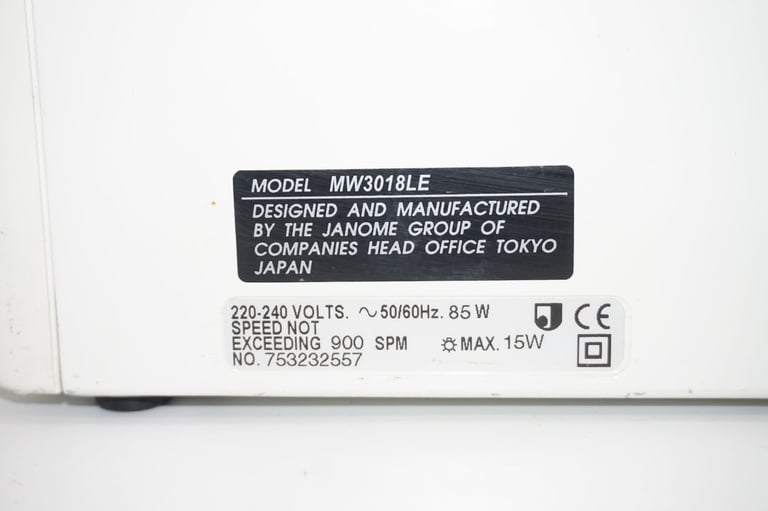 MODEL MW3018LE
DESIGNED AND MANUFACTURED
BY THE JANOME GROUP OF
COMPANIES HEAD OFFICE TOKYO
JAPAN
220-240 VOLTS. ~ 50/60Hz. 85 W
SPEED NOT
EXCEEDING 900 SPM MAX. 15W
NO. 753232557
J CE